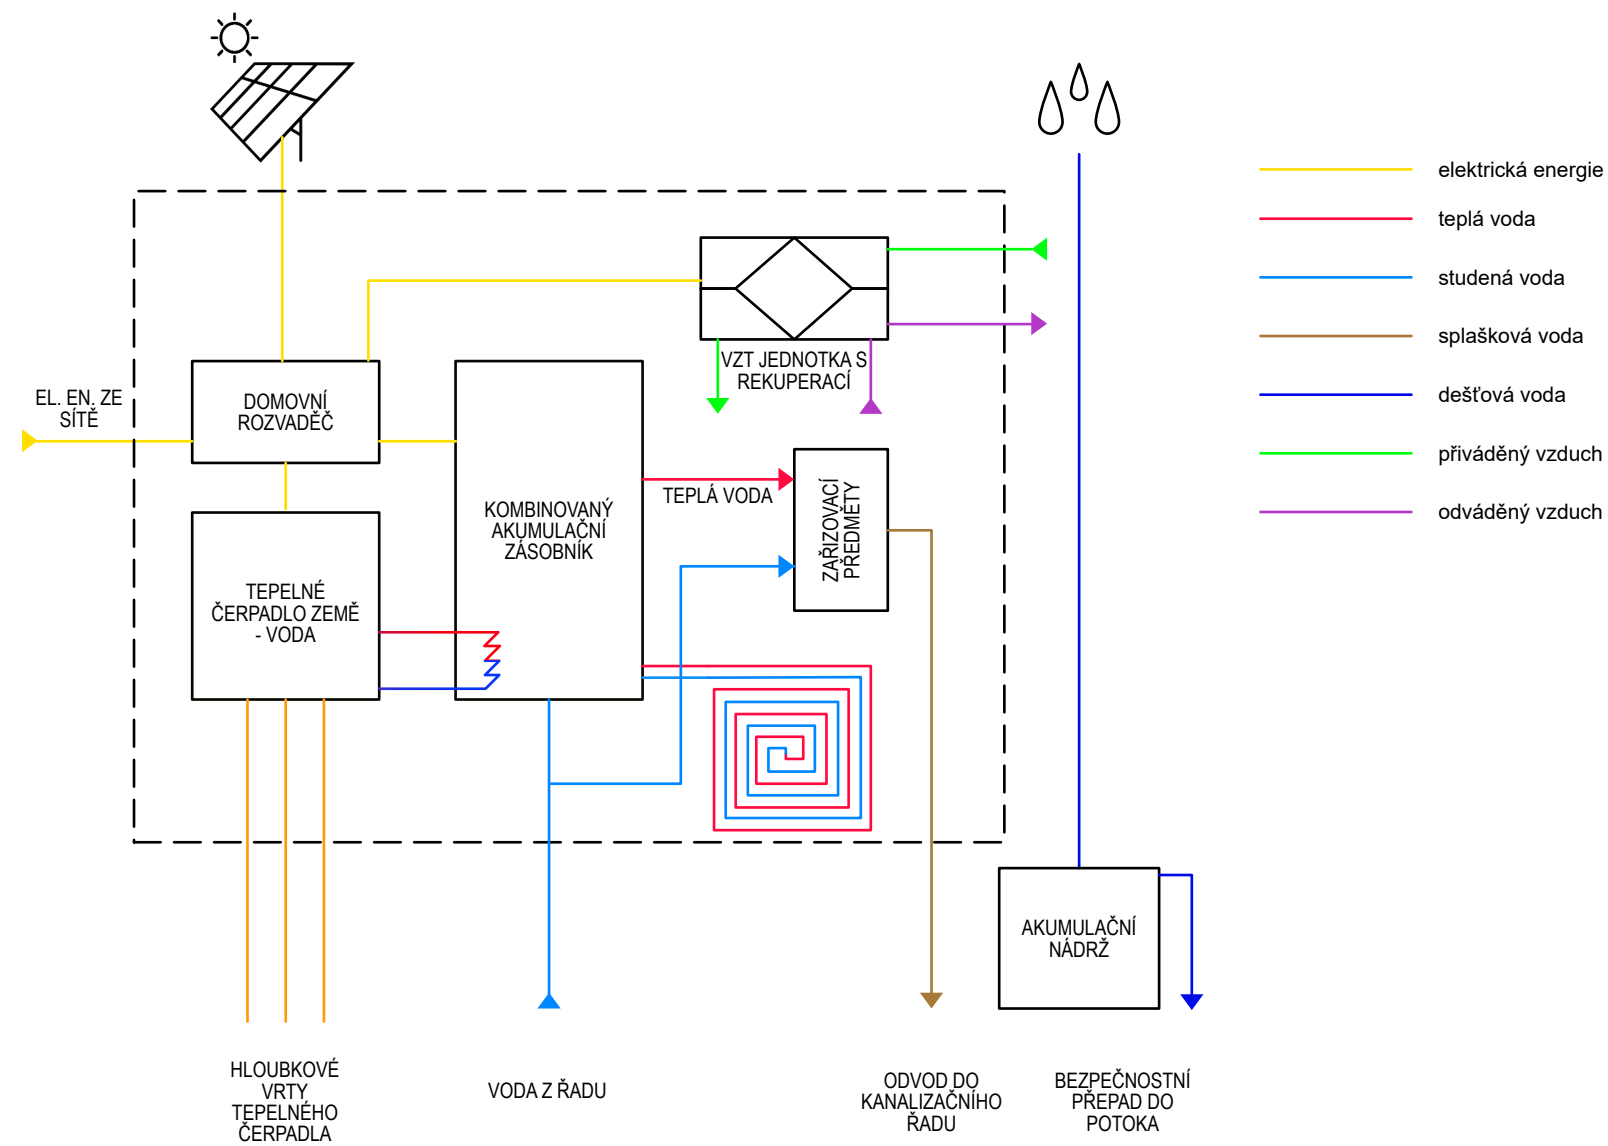 elektrická energie
teplá voda
studená voda
splašková voda
dešťová voda
přiváděný vzduch
odváděný vzduch
VZT JEDNOTKA S
REKUPERACÍ
EL. EN. ZE
SÍTĚ
DOMOVNÍ
ROZVADĚČ
KOMBINOVANÝ
AKUMULAČNÍ
ZÁSOBNÍK
TEPLÁ VODA
ZAŘIZOVACÍ
PŘEDMĚTY
TEPELNÉ
ČERPADLO ZEMĚ
- VODA
AKUMULAČNÍ
NÁDRŽ
HLOUBKOVÉ
VRTY
TEPELNÉHO
ČERPADLA
VODA Z ŘADU
ODVOD DO
KANALIZAČNÍHO
ŘADU
BEZPEČNOSTNÍ
PŘEPAD DO
POTOKA